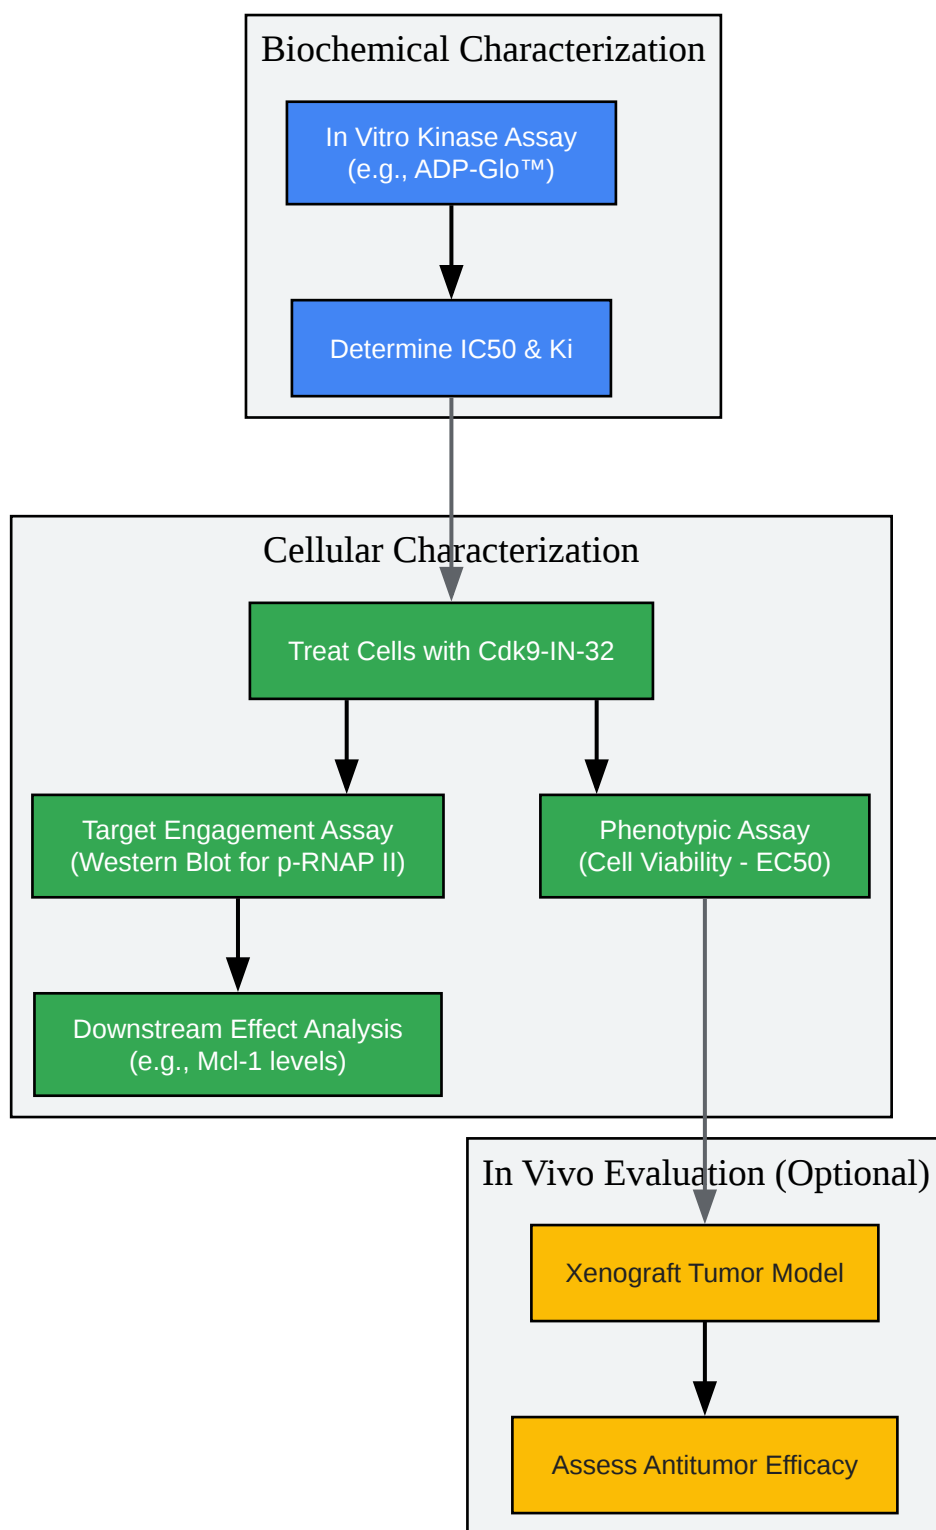 Biochemical Characterization
In Vitro Kinase Assay
(e.g., ADP-Glo™)
Determine IC50 & Ki
Cellular Characterization
Treat Cells with Cdk9-IN-32
Target Engagement Assay
(Western Blot for p-RNAP II)
Phenotypic Assay
(Cell Viability - EC50)
Downstream Effect Analysis
(e.g., Mcl-1 levels)
In Vivo Evaluation (Optional)
Xenograft Tumor Model
Assess Antitumor Efficacy